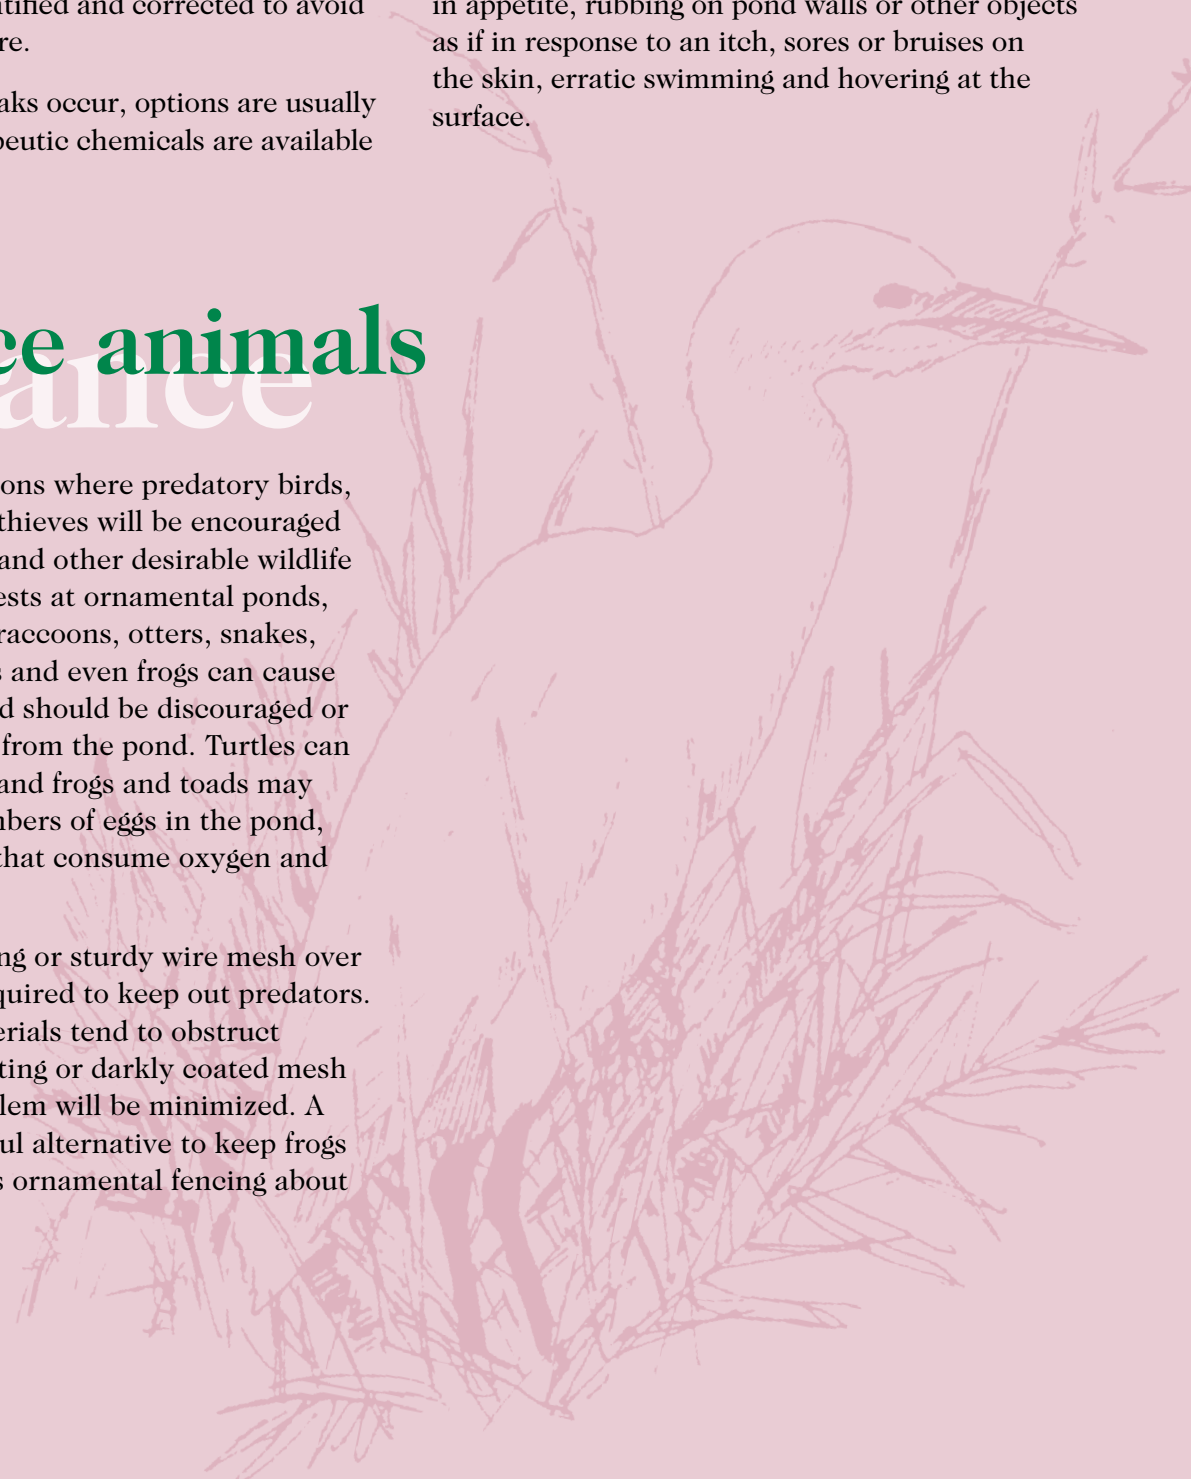 ntified and corrected to avoid
re.
aks occur, options are usually
peutic chemicals are available
in appetite, rubbing on pond walls or other objects
as if in response to an itch, sores or bruises on
the skin, erratic swimming and hovering at the
surface.
ce animals
ance
ons where predatory birds,
thieves will be encouraged
and other desirable wildlife
ests at ornamental ponds,
raccoons, otters, snakes,
s and even frogs can cause
d should be discouraged or
from the pond. Turtles can
and frogs and toads may
nbers of eggs in the pond,
that consume oxygen and
ng or sturdy wire mesh over
quired to keep out predators.
erials tend to obstruct
ting or darkly coated mesh
lem will be minimized. A
ul alternative to keep frogs
s ornamental fencing about